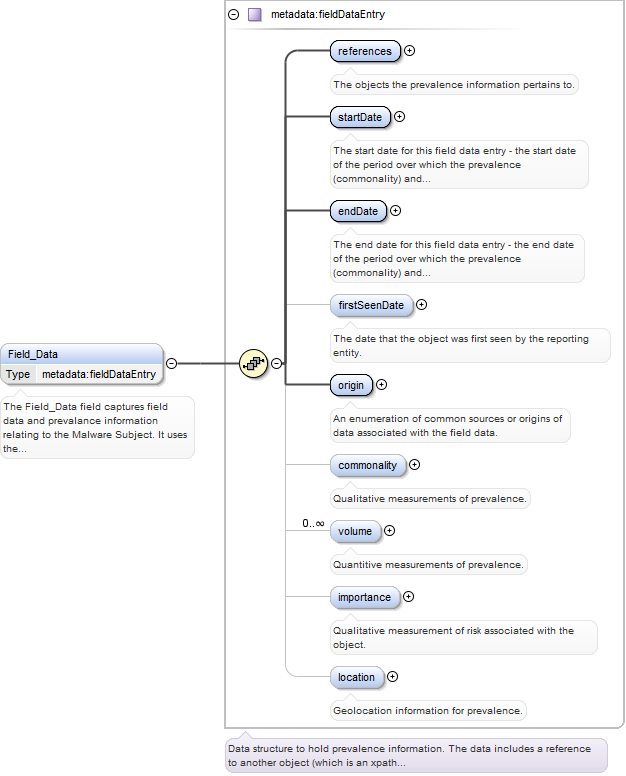 metadata:fieldDataEntry
references
The objects the prevalence information pertains to.
startDate
The start date for this field data entry - the start date
of the period over which the prevalence
(commonality) and...
endDate
The end date for this field data entry - the end date
of the period over which the prevalence
(commonality) and...
firstSeenDate
The date that the object was first seen by the reporting
entity.
Field_Data
Type metadata:fieldDataEntry
The Field_Data field captures field
data and prevalance information
relating to the Malware Subject. It uses
the...
origin
An enumeration of common sources or origins of
data associated with the field data.
commonality
Qualitative measurements of prevalence.
0..∞
volume
Quantitive measurements of prevalence.
importance
Qualitative measurement of risk associated with the
object.
location
Geolocation information for prevalence.
Data structure to hold prevalence information. The data includes a reference
to another object (which is an xpath...